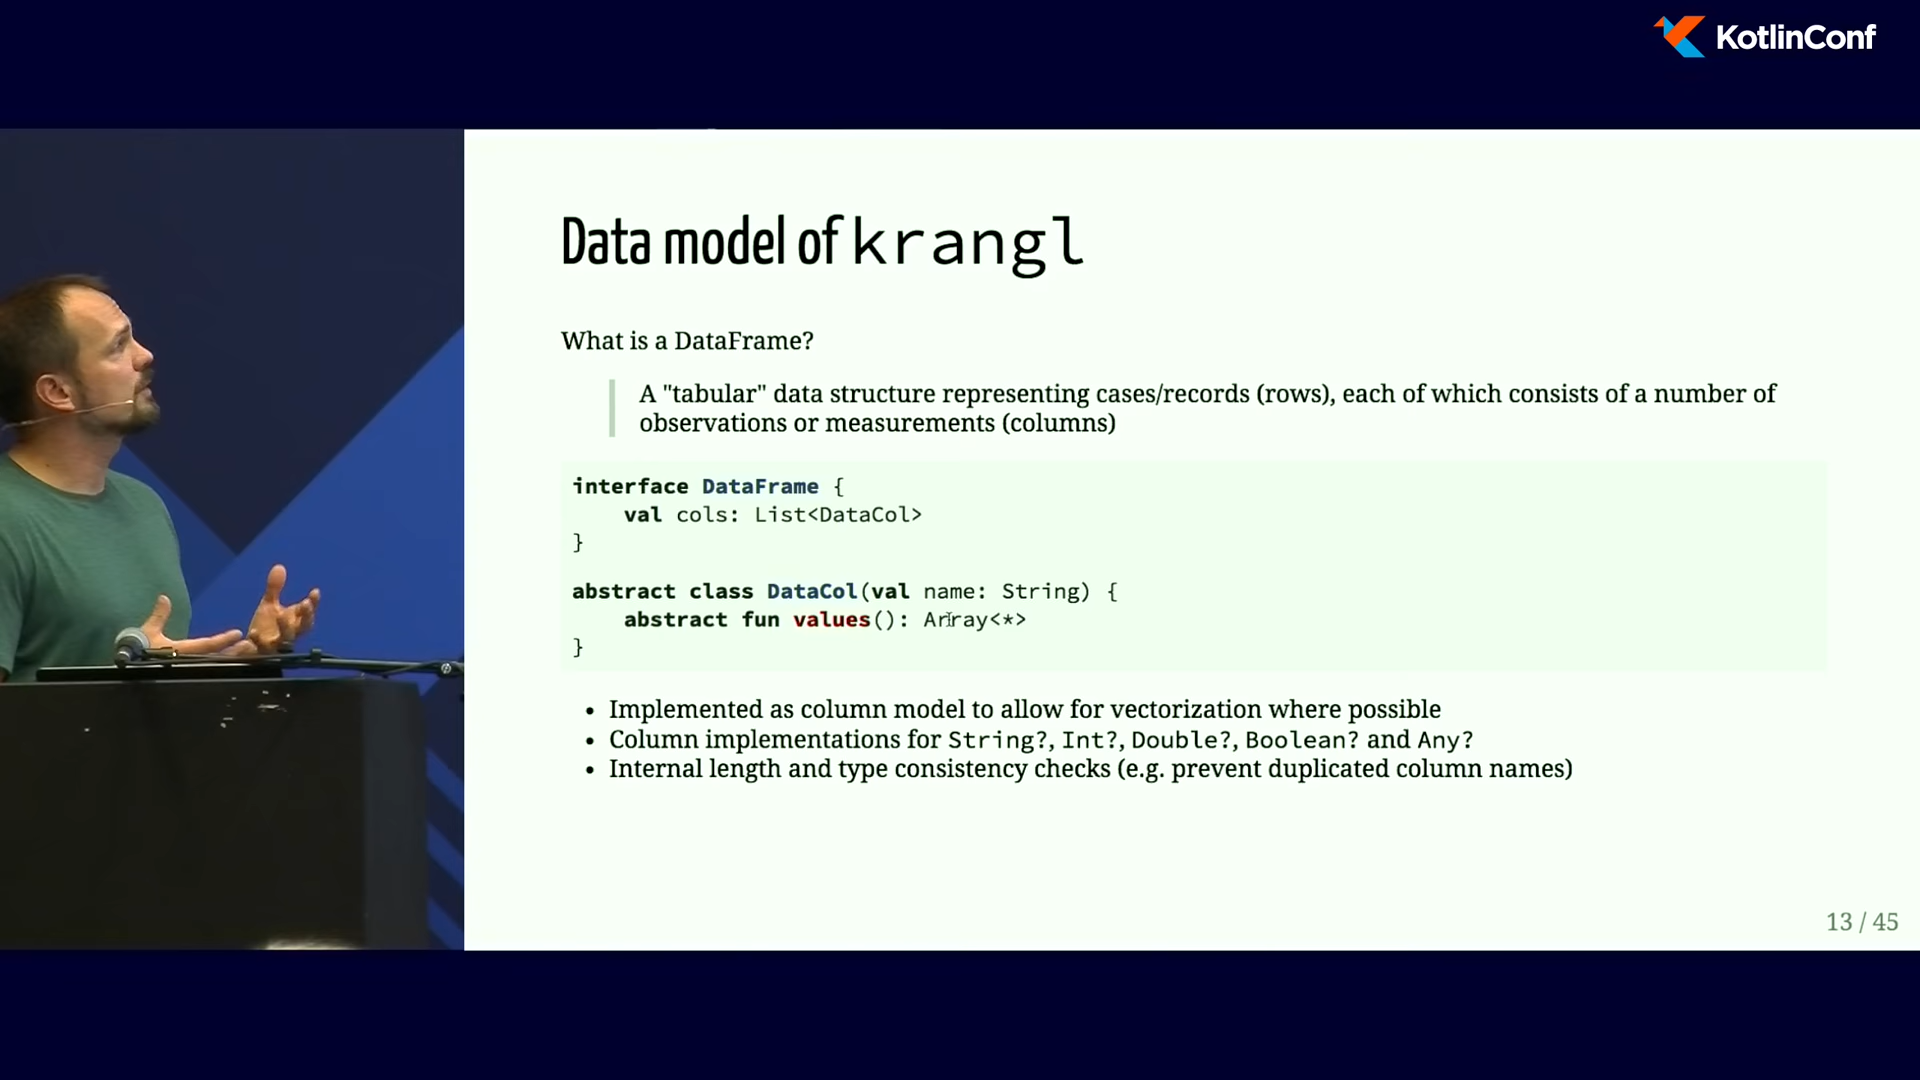 KotlinConf
Data model of krangl
What is a DataFrame?
A "tabular" data structure representing cases/records (rows), each of which consists of a number of
observations or measurements (columns)
interface DataFrame {
    val cols: List<DataCol>
}
abstract class DataCol(val name: String) {
    abstract fun values(): Array<*>
}
• Implemented as column model to allow for vectorization where possible
• Column implementations for String?, Int?, Double?, Boolean? and Any?
• Internal length and type consistency checks (e.g. prevent duplicated column names)
13 / 45